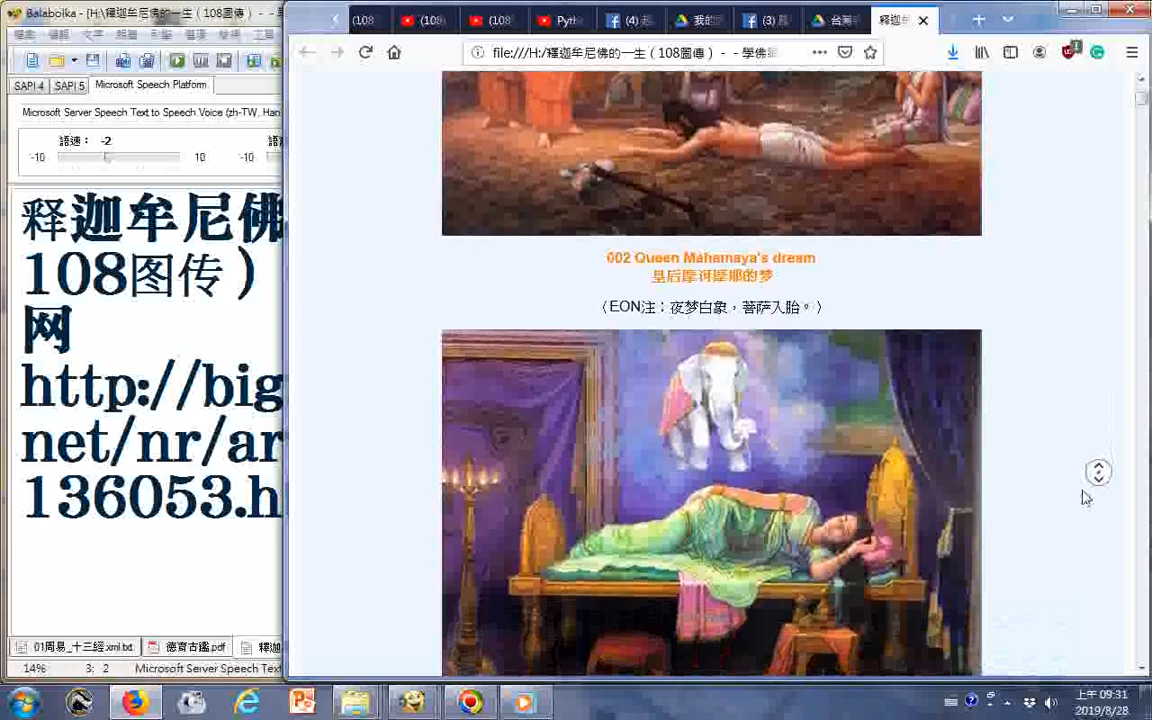 Balabolka - [H:\釋迦牟尼佛的一生（108圖傳）-
SAPI 4
SAPI 5
Microsoft Speech Platform
Microsoft Server Speech Text to Speech Voice (zh-TW, Han
語速： -2
-10
10
-10
释迦牟尼佛
108图传）
网
http://big
net/nr/ar
136053.h
01周易_十三經.xml.txt
德育古鑑.pdf
釋迦
14%
3: 2
Microsoft Server Speech Text
(108
(108
(108
Pyth
(4)
我的
(3)
台灣
釋迦牟
file:///H:/釋迦牟尼佛的一生（108圖傳） - - 學佛
002 Queen Mahamaya's dream
皇后摩诃摩耶的梦
（EON注：夜梦白象，菩萨入胎。）
上午 09:31
2019/8/28